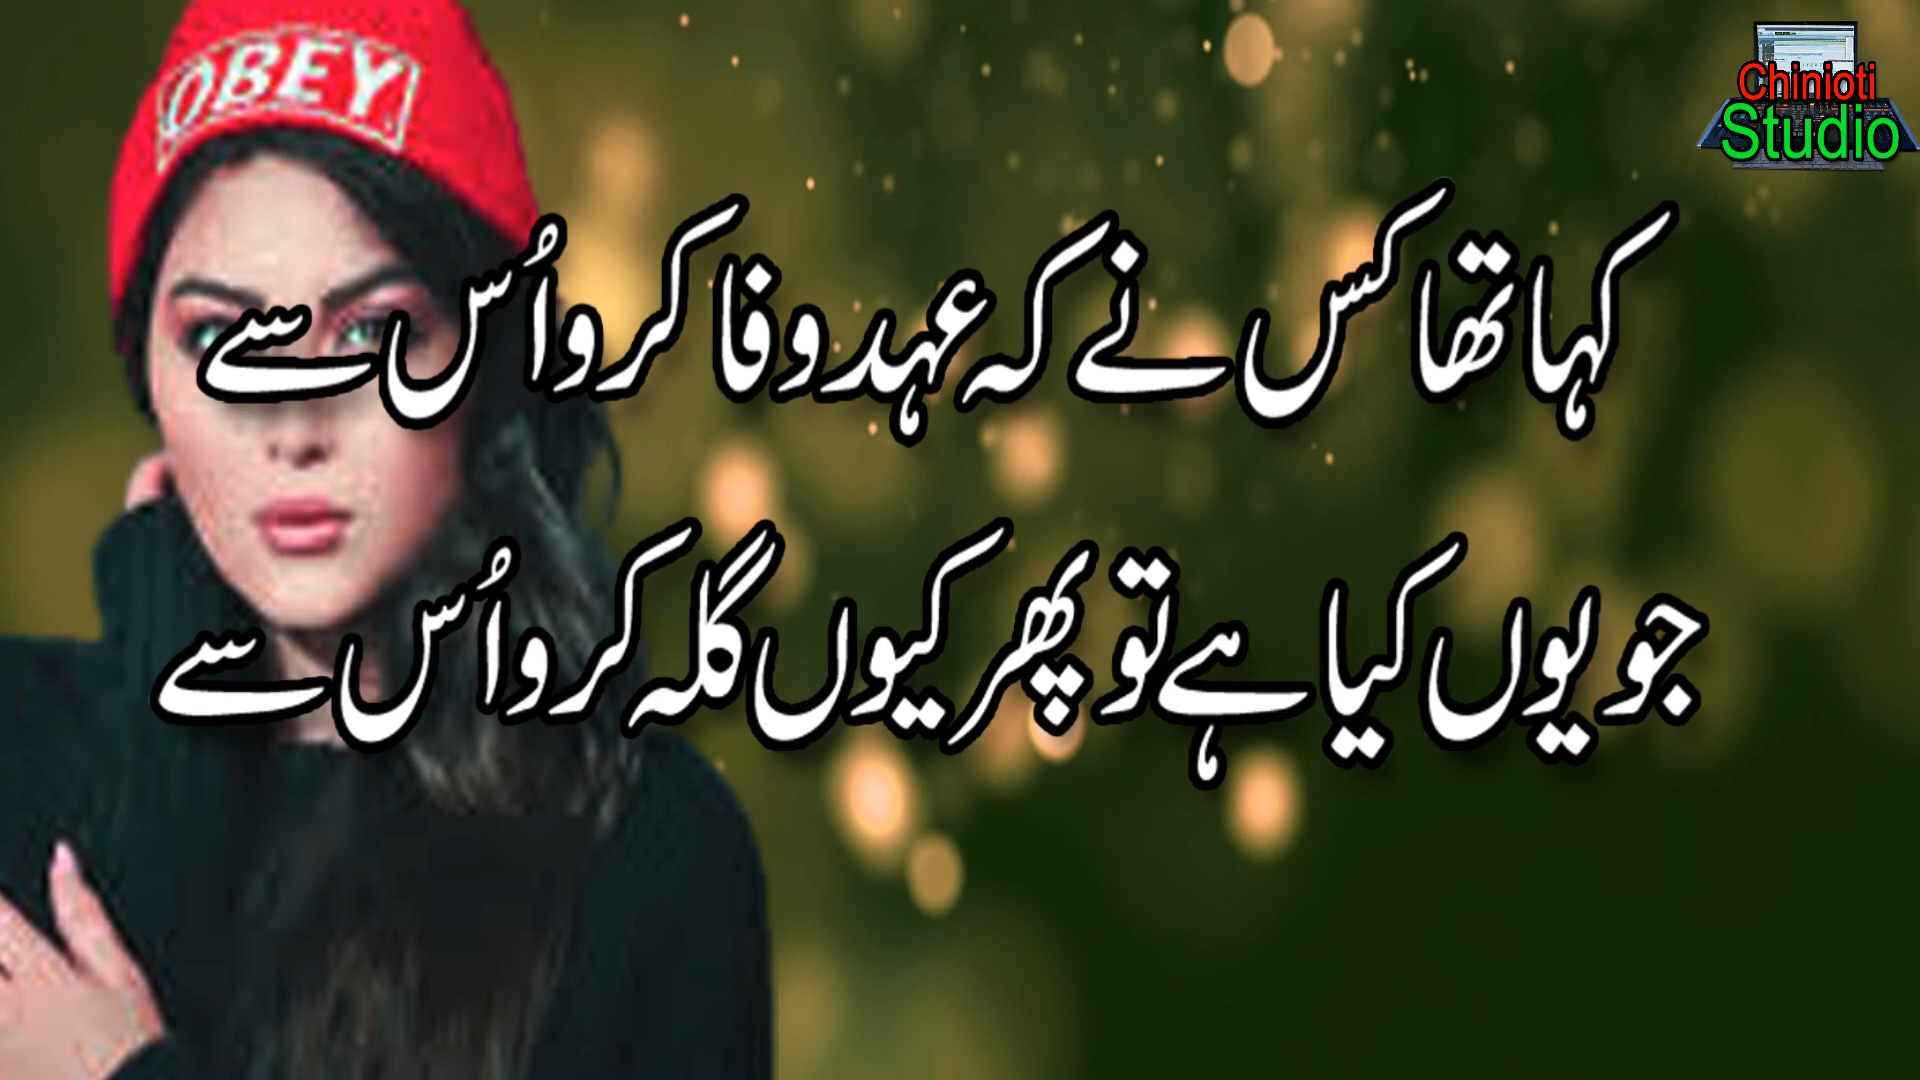 OBEY
Chinioti
Studio
کہا تھا کس نے کہ عہد وفا کرو اُس سے
جو یوں کیا ہے تو پھر کیوں گلہ کرو اُس سے